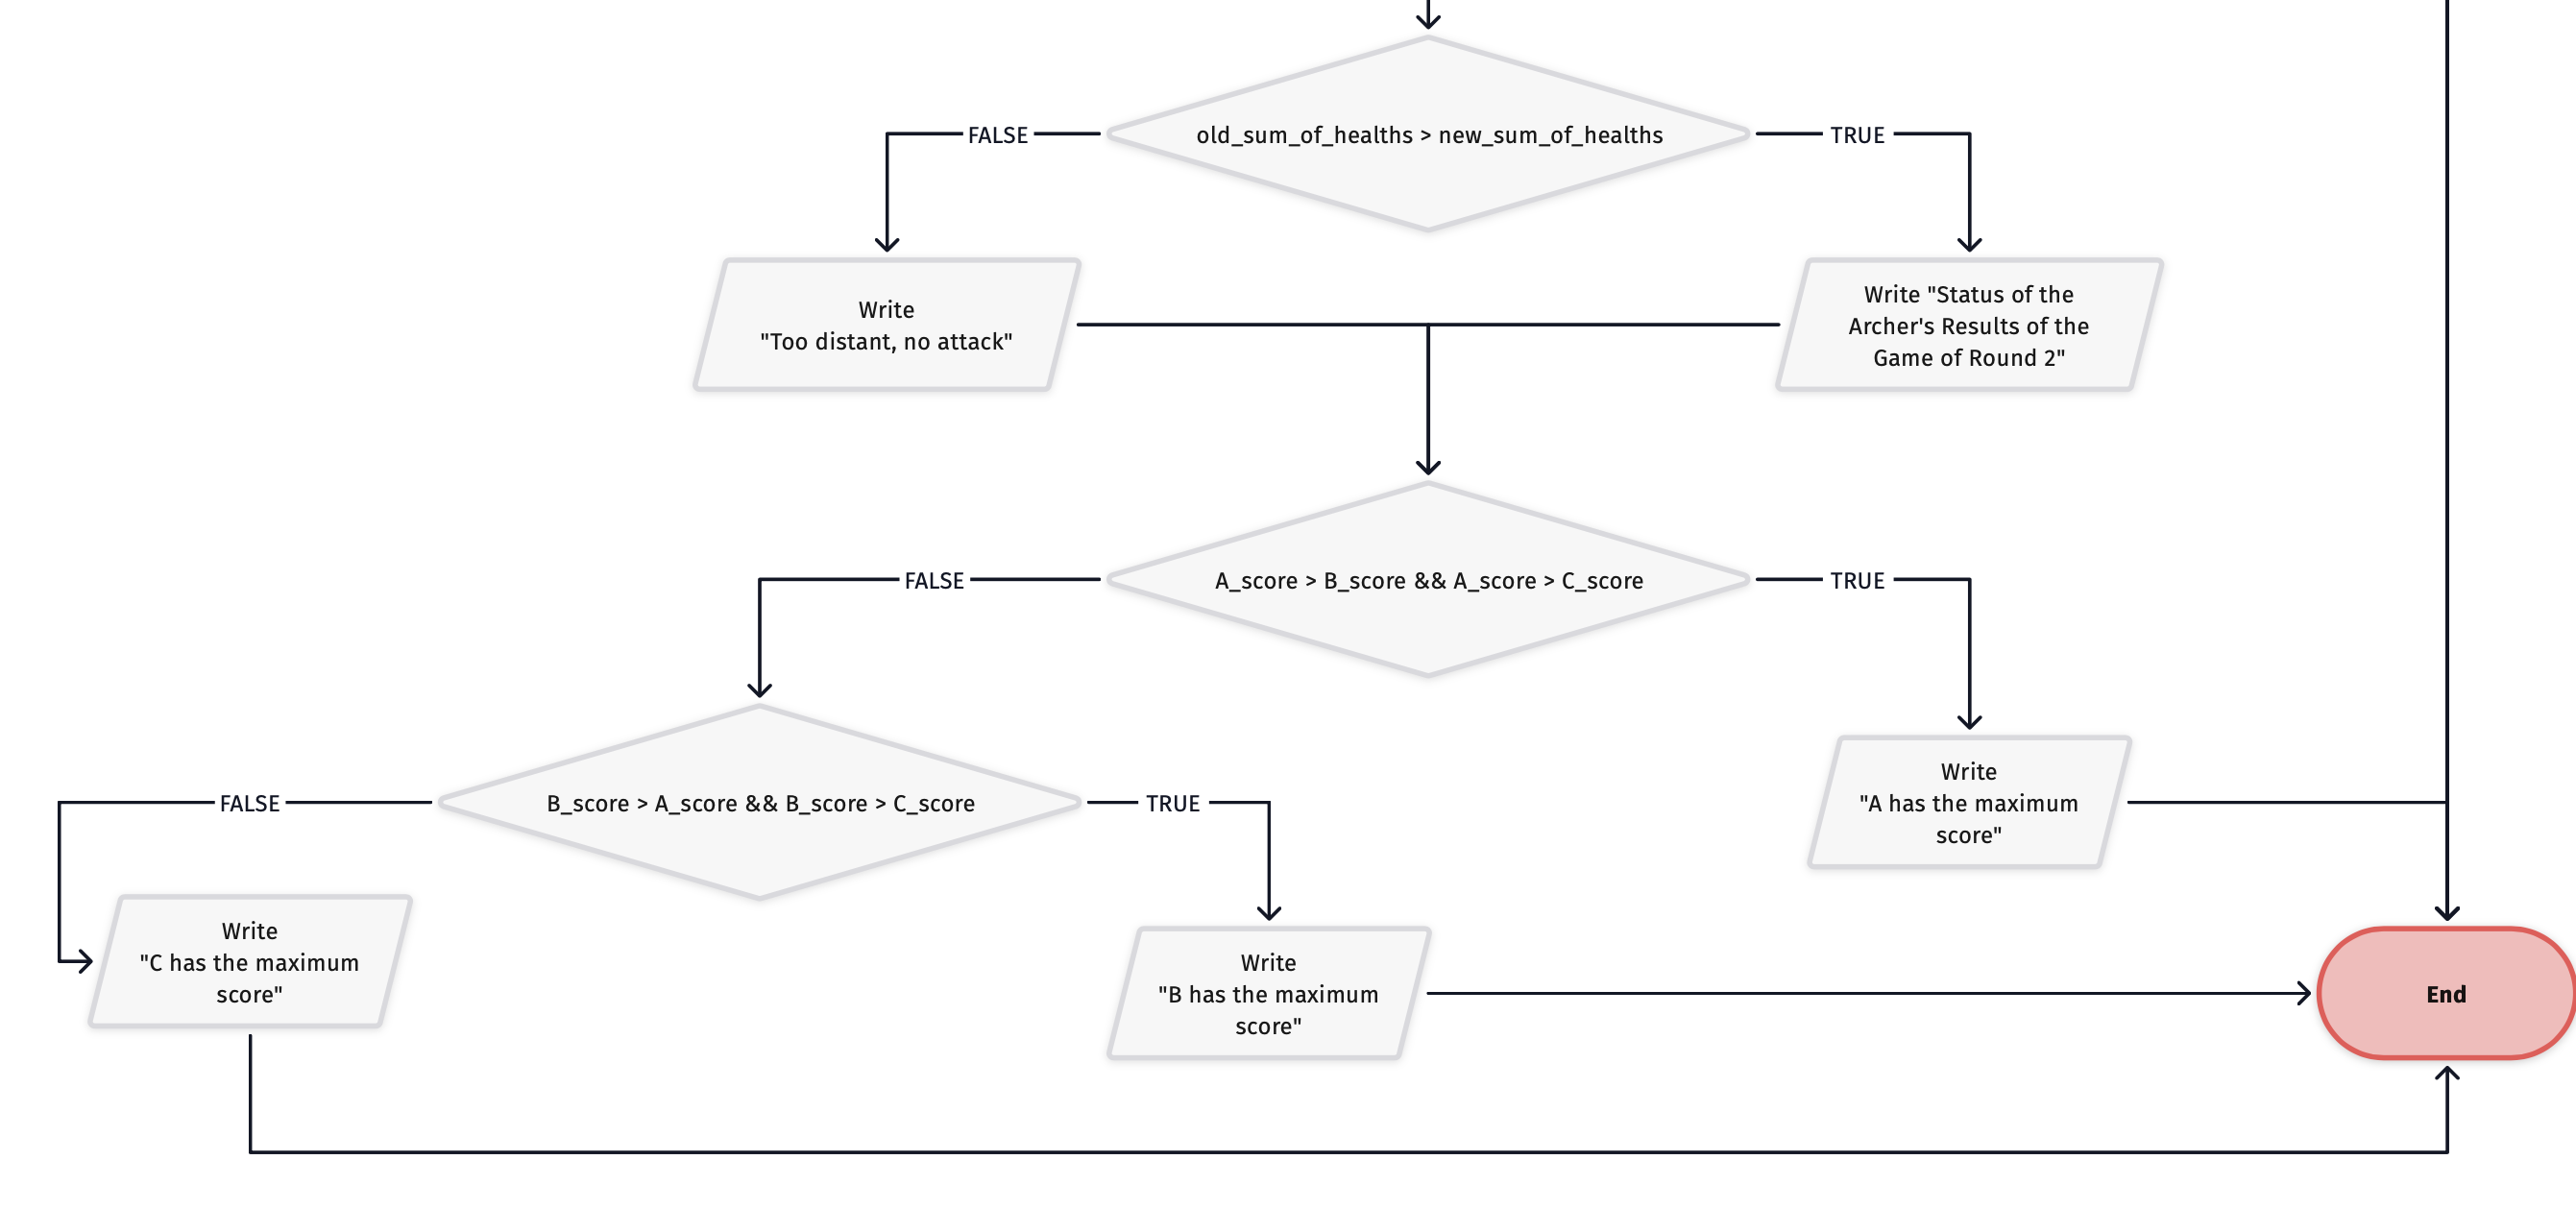 old_sum_of_healths > new_sum_of_healths
FALSE
TRUE
Write
"Too distant, no attack"
Write "Status of the
Archer's Results of the
Game of Round 2"
A_score > B_score && A_score > C_score
FALSE
TRUE
B_score > A_score && B_score > C_score
FALSE
TRUE
Write
"A has the maximum
score"
Write
"C has the maximum
score"
Write
"B has the maximum
score"
End